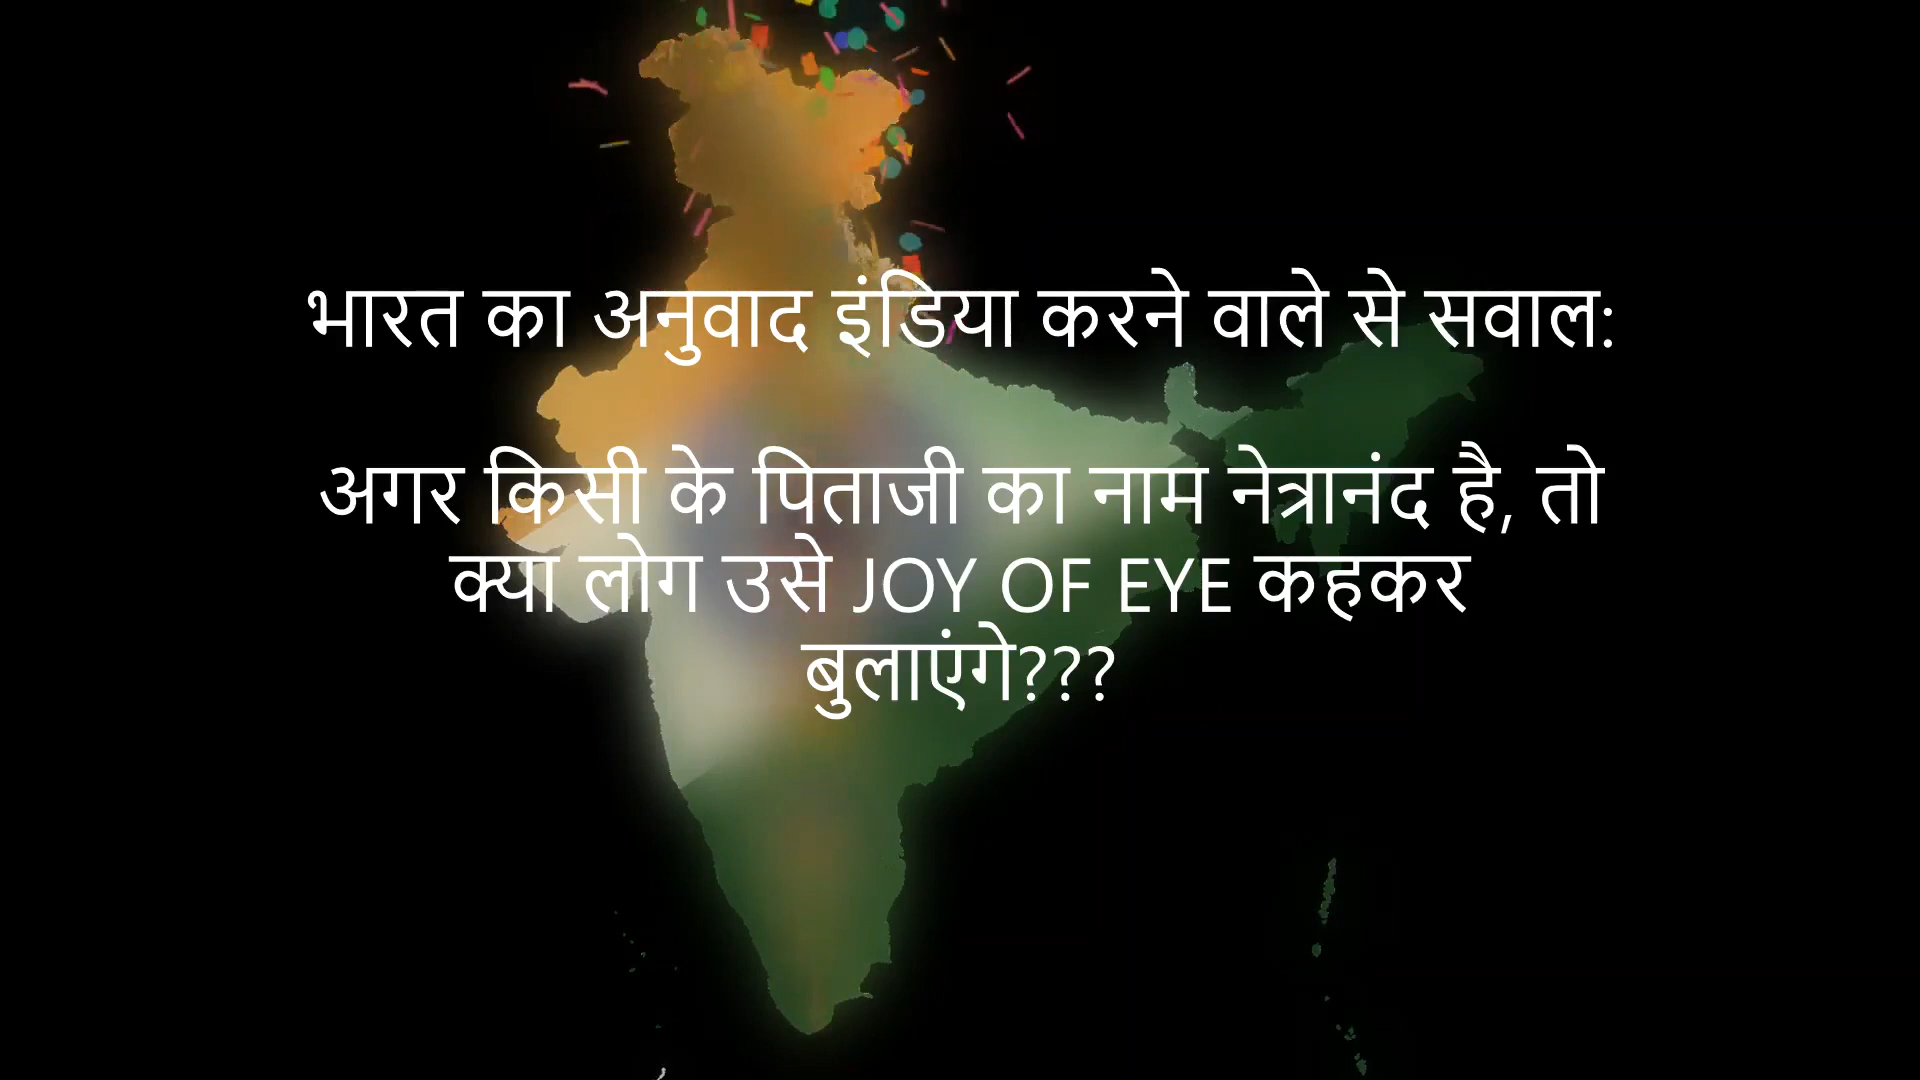 भारत का अनुवाद इंडिया करने वाले से सवाल:
अगर किसी के पिताजी का नाम नेत्रानंद है, तो
क्या लोग उसे JOY OF EYE कहकर
बुलाएंगे???